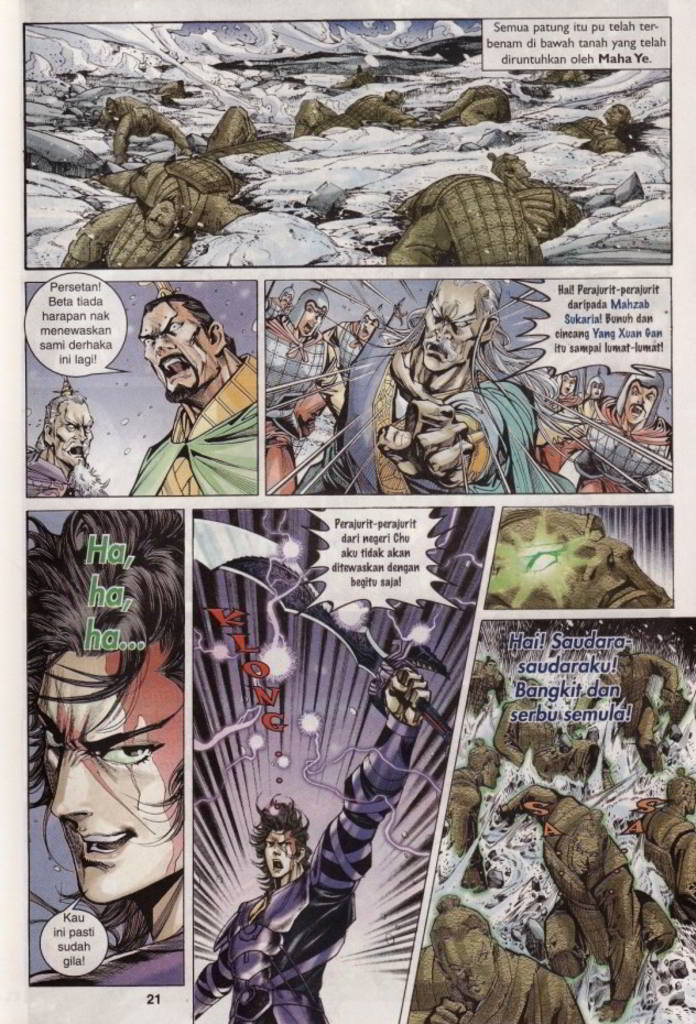 Semua patung itu pu telah ter-
benam di bawah tanah yang telah
diruntuhkan oleh Maha Ye.
Persetan!
Beta tiada
harapan nak
menewaskan
sami derhaka
ini lagi!
Hai! Perajurit-perajurit
daripada Mahzab
Sukaria! Bunuh dan
cincang Yang Xuan Gan
itu sampai lumat-lumat!
Ha,
ha,
ha...
Kau
ini pasti
sudah
gila!
Perajurit-perajurit
dari negeri Chu
aku tidak akan
ditewaskan dengan
begitu saja!
KLONG...
Hai! Saudara-
saudaraku!
Bangkit dan
serbu semula!
SA
SA
21